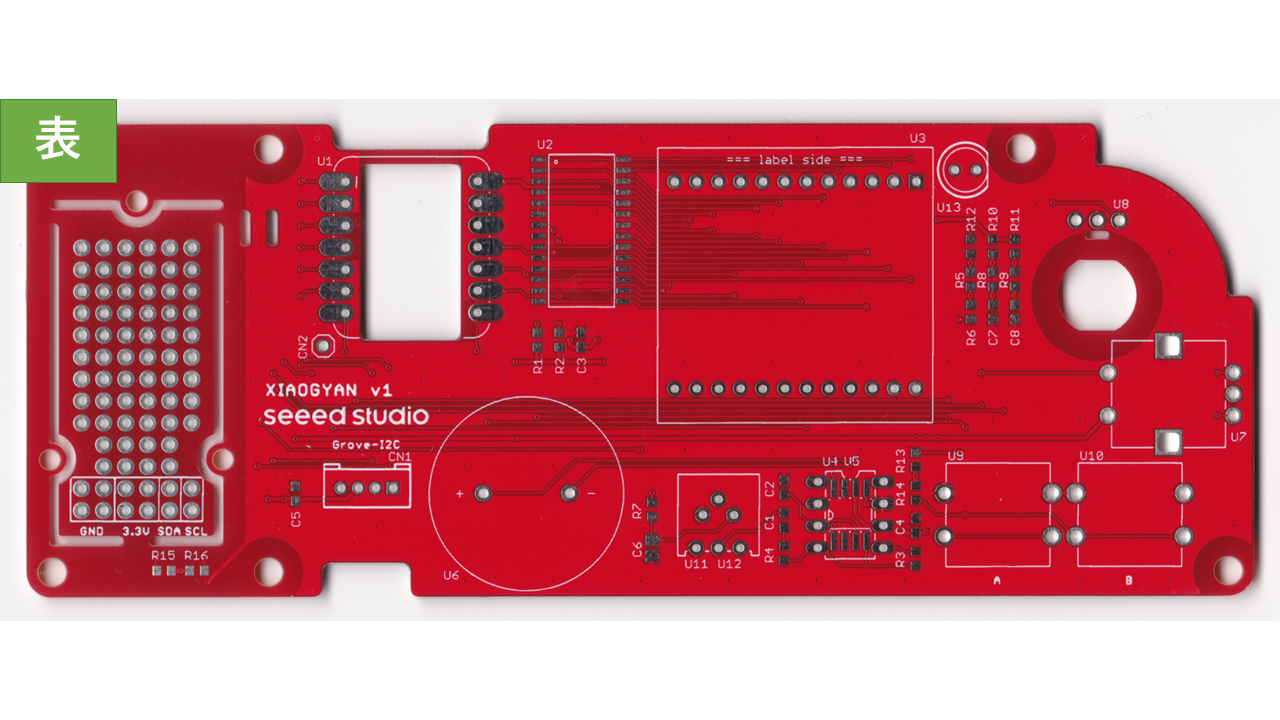 表
U1
U2
U3
=== label side ===
U13
R12
R10
R11
U8
R5
R8
R9
R6
C7
C8
CN2
R1
R2
C3
XIAOGYAN v1
seeed studio
Grove-I2C
CN1
C5
+
-
U6
R7
C6
U11
U12
C2
C1
R4
U4
U5
R13
R14
C4
R3
U9
U10
U7
A
B
GND
3.3V
SDA
SCL
R15
R16